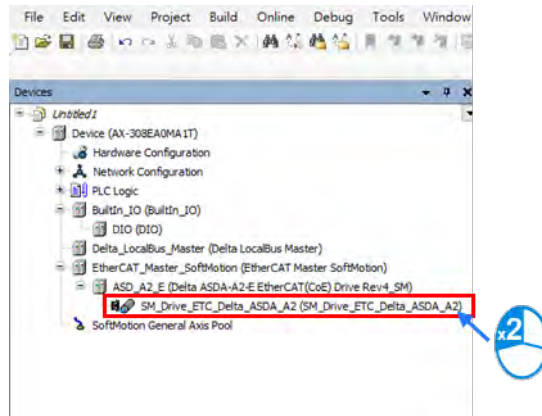 File Edit View Project Build Online Debug Tools Window
Devices
Untitled1
Device (AX-308EA0MA1T)
Hardware Configuration
Network Configuration
PLC Logic
BuiltIn_IO (BuiltIn_IO)
DIO (DIO)
Delta_LocalBus_Master (Delta LocalBus Master)
EtherCAT_Master_SoftMotion (EtherCAT Master SoftMotion)
ASD_A2_E (Delta ASDA-A2-E EtherCAT(CoE) Drive Rev4_SM)
SM_Drive_ETC_Delta_ASDA_A2 (SM_Drive_ETC_Delta_ASDA_A2)
SoftMotion General Axis Pool
x2